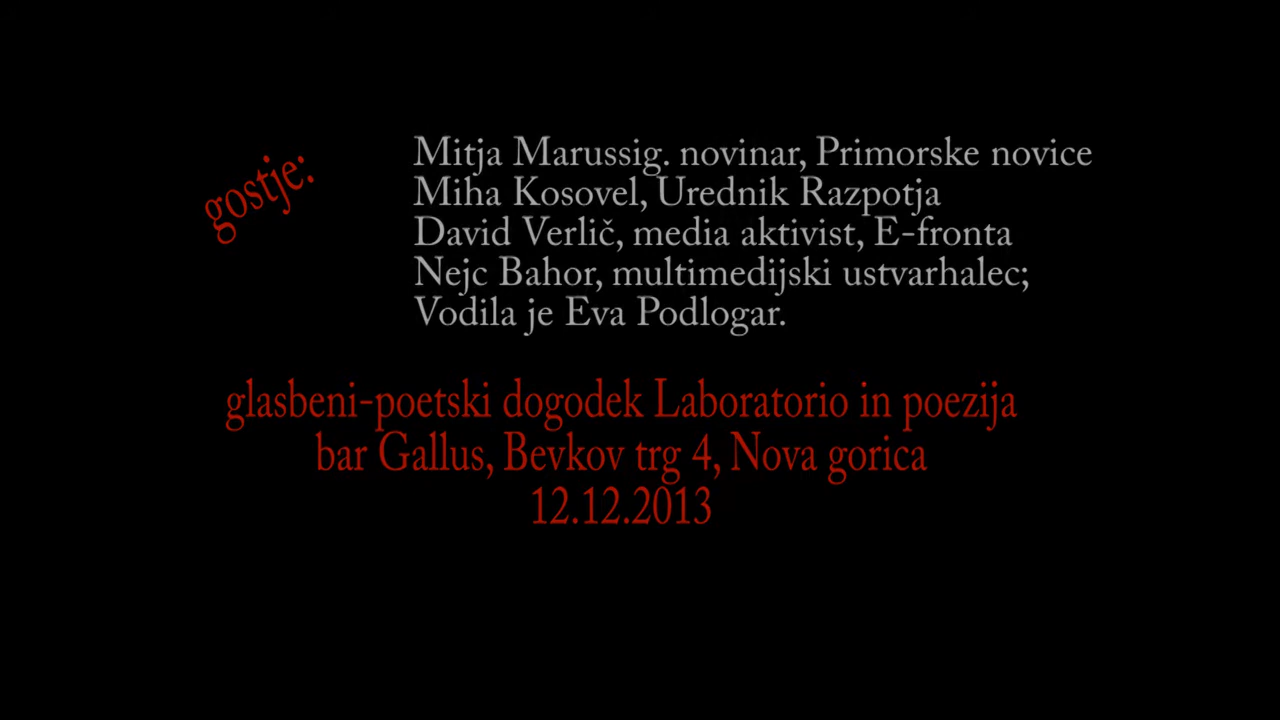 gostje:
Mitja Marussig. novinar, Primorske novice
Miha Kosovel, Urednik Razpotja
David Verlič, media aktivist, E-fronta
Nejc Bahor, multimedijski ustvarhalec;
Vodila je Eva Podlogar.
glasbeni-poetski dogodek Laboratorio in poezija
bar Gallus, Bevkov trg 4, Nova gorica
12.12.2013